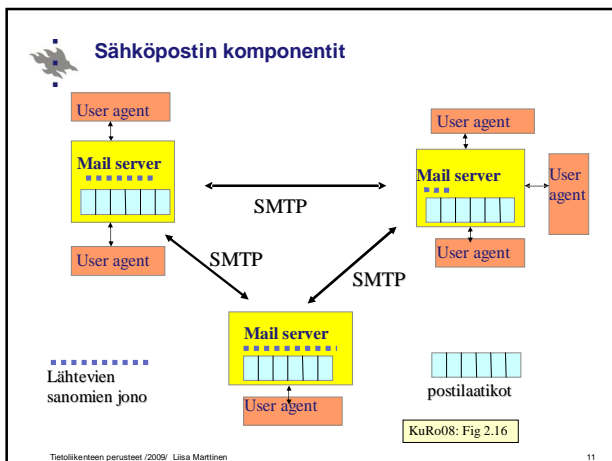 Sähköpostin komponentit
User agent
User agent
Mail server
Mail server
User agent
SMTP
User agent
User agent
SMTP
SMTP
Mail server
Lähtevien
sanomien jono
postilaatikot
User agent
KuRo08: Fig 2.16
Tietoliikenteen perusteet /2009/ Liisa Marttinen
11